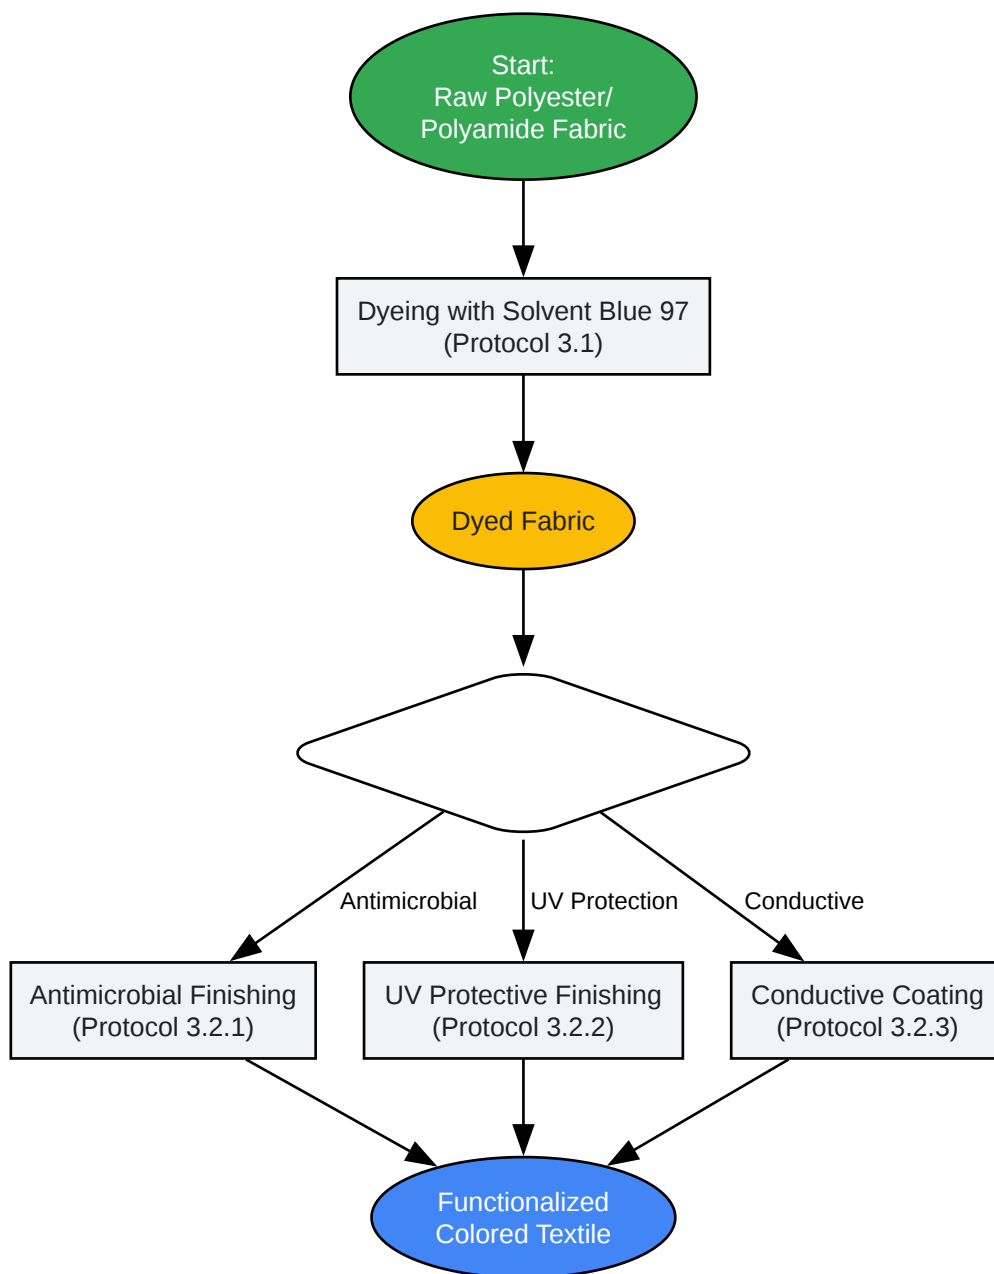 Start:
Raw Polyester/
Polyamide Fabric
Dyeing with Solvent Blue 97
(Protocol 3.1)
Dyed Fabric
Antimicrobial
UV Protection
Conductive
Antimicrobial Finishing
(Protocol 3.2.1)
UV Protective Finishing
(Protocol 3.2.2)
Conductive Coating
(Protocol 3.2.3)
Functionalized
Colored Textile